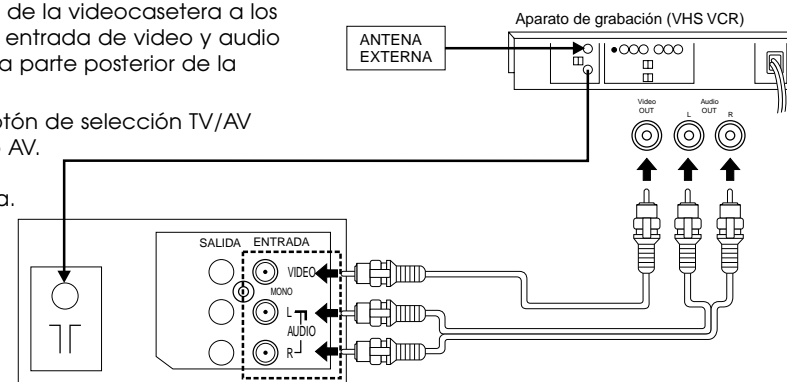 de la videocasetera a los
entrada de video y audio
a parte posterior de la
otón de selección TV/AV
AV.
a.
Aparato de grabación (VHS VCR)
ANTENA
EXTERNA
Video
OUT
Audio
OUT
L
R
SALIDA ENTRADA
VIDEO
MONO
L
AUDIO
R